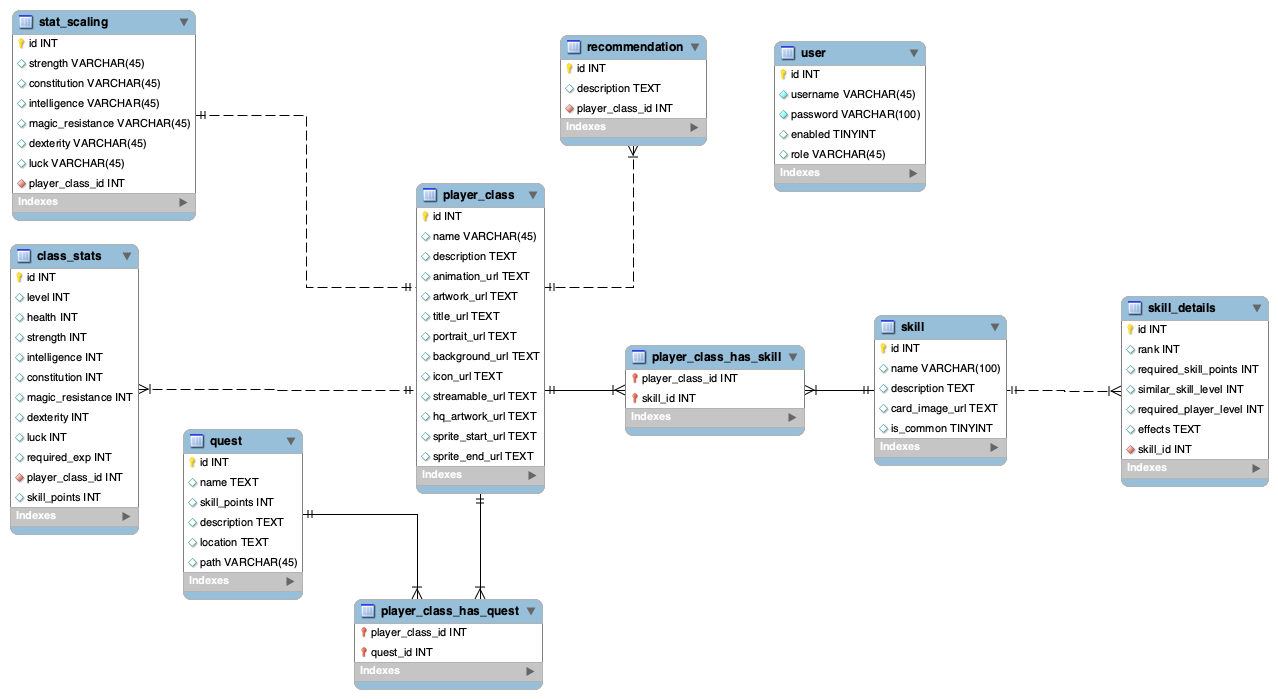 stat_scaling
id INT
strength VARCHAR(45)
constitution VARCHAR(45)
intelligence VARCHAR(45)
magic_resistance VARCHAR(45)
dexterity VARCHAR(45)
luck VARCHAR(45)
player_class_id INT
Indexes
recommendation
id INT
description TEXT
player_class_id INT
Indexes
user
id INT
username VARCHAR(45)
password VARCHAR(100)
enabled TINYINT
role VARCHAR(45)
Indexes
class_stats
id INT
level INT
health INT
strength INT
intelligence INT
constitution INT
magic_resistance INT
dexterity INT
luck INT
required_exp INT
player_class_id INT
skill_points INT
Indexes
player_class
id INT
name VARCHAR(45)
description TEXT
animation_url TEXT
artwork_url TEXT
title_url TEXT
portrait_url TEXT
background_url TEXT
icon_url TEXT
streamable_url TEXT
hq_artwork_url TEXT
sprite_start_url TEXT
sprite_end_url TEXT
Indexes
player_class_has_skill
player_class_id INT
skill_id INT
Indexes
skill
id INT
name VARCHAR(100)
description TEXT
card_image_url TEXT
is_common TINYINT
Indexes
skill_details
id INT
rank INT
required_skill_points INT
similar_skill_level INT
required_player_level INT
effects TEXT
skill_id INT
Indexes
quest
id INT
name TEXT
skill_points INT
description TEXT
location TEXT
path VARCHAR(45)
Indexes
player_class_has_quest
player_class_id INT
quest_id INT
Indexes